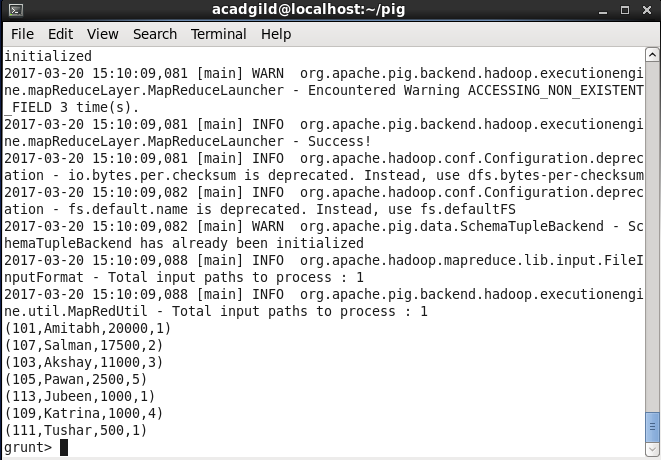 acadgild@localhost:~/pig
File Edit View Search Terminal Help
initialized
2017-03-20 15:10:09,081 [main] WARN  org.apache.pig.backend.hadoop.executionengi
ne.mapReduceLayer.MapReduceLauncher - Encountered Warning ACCESSING_NON_EXISTENT
_FIELD 3 time(s).
2017-03-20 15:10:09,081 [main] INFO  org.apache.pig.backend.hadoop.executionengi
ne.mapReduceLayer.MapReduceLauncher - Success!
2017-03-20 15:10:09,081 [main] INFO  org.apache.hadoop.conf.Configuration.deprec
ation - io.bytes.per.checksum is deprecated. Instead, use dfs.bytes-per-checksum
2017-03-20 15:10:09,082 [main] INFO  org.apache.hadoop.conf.Configuration.deprec
ation - fs.default.name is deprecated. Instead, use fs.defaultFS
2017-03-20 15:10:09,082 [main] WARN  org.apache.pig.data.SchemaTupleBackend - Sc
hemaTupleBackend has already been initialized
2017-03-20 15:10:09,088 [main] INFO  org.apache.hadoop.mapreduce.lib.input.FileI
nputFormat - Total input paths to process : 1
2017-03-20 15:10:09,088 [main] INFO  org.apache.pig.backend.hadoop.executionengi
ne.util.MapRedUtil - Total input paths to process : 1
(101,Amitabh,20000,1)
(107,Salman,17500,2)
(103,Akshay,11000,3)
(105,Pawan,2500,5)
(113,Jubeen,1000,1)
(109,Katrina,1000,4)
(111,Tushar,500,1)
grunt>